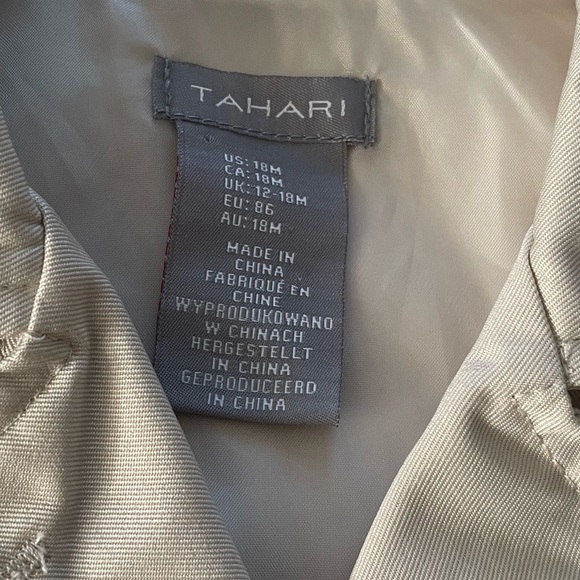 TAHARI
US: 18M
CA: 18M
UK: 12-18M
EU: 86
AU: 18M
MADE IN
CHINA
FABRIQUÉ EN
CHINE
WYPRODUKOWANO
W CHINACH
HERGESTELLT
IN CHINA
GEPRODUCEERD
IN CHINA